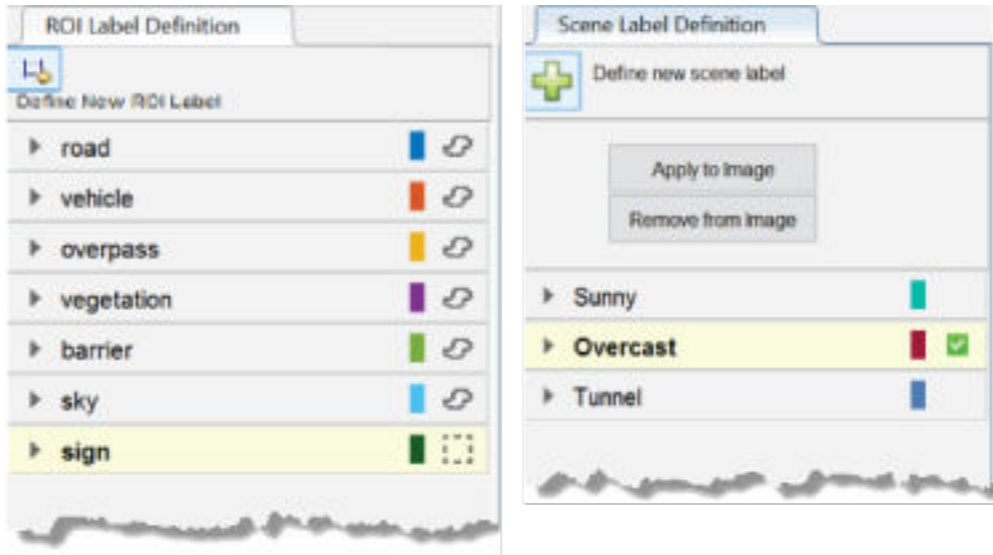 ROI Label Definition
Define New ROI Label
road
vehicle
overpass
vegetation
barrier
sky
sign
Scene Label Definition
Define new scene label
Apply to Image
Remove from Image
Sunny
Overcast
Tunnel